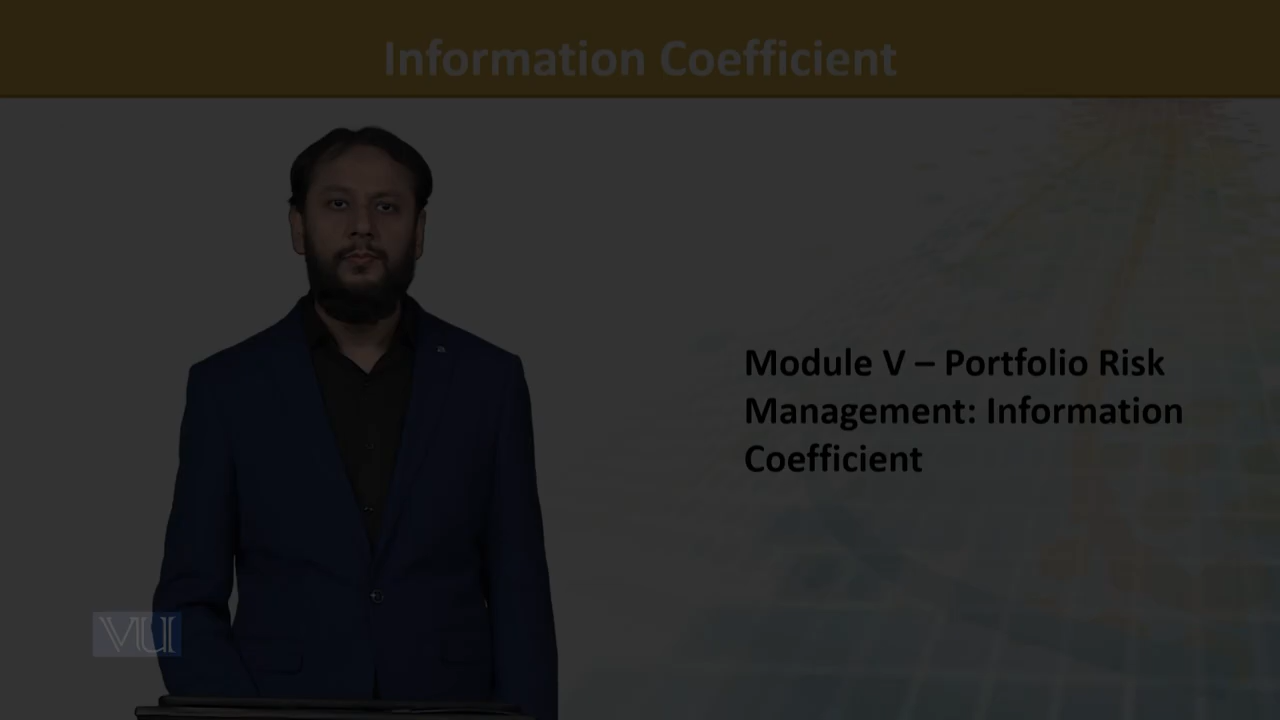 Information Coefficient
Module V – Portfolio Risk
Management: Information
Coefficient
VU